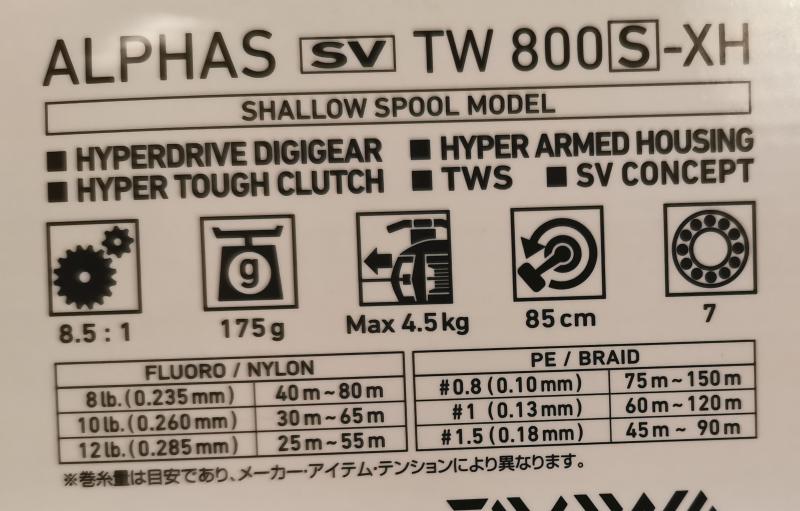 ALPHAS SV TW 800S-XH
SHALLOW SPOOL MODEL
■ HYPERDRIVE DIGIGEAR ■ HYPER ARMED HOUSING
■ HYPER TOUGH CLUTCH ■ TWS ■ SV CONCEPT
g
8.5 : 1 175g Max 4.5kg 85cm 7
FLUORO / NYLON
8lb.(0.235mm) 40m~80m
10lb.(0.260mm) 30m~65m
12lb.(0.285mm) 25m~55m
PE / BRAID
#0.8 (0.10mm) 75m~150m
#1 (0.13mm) 60m~120m
#1.5 (0.18mm) 45m~ 90m
※巻糸量は目安であり、メーカー・アイテム・テンションにより異なります。